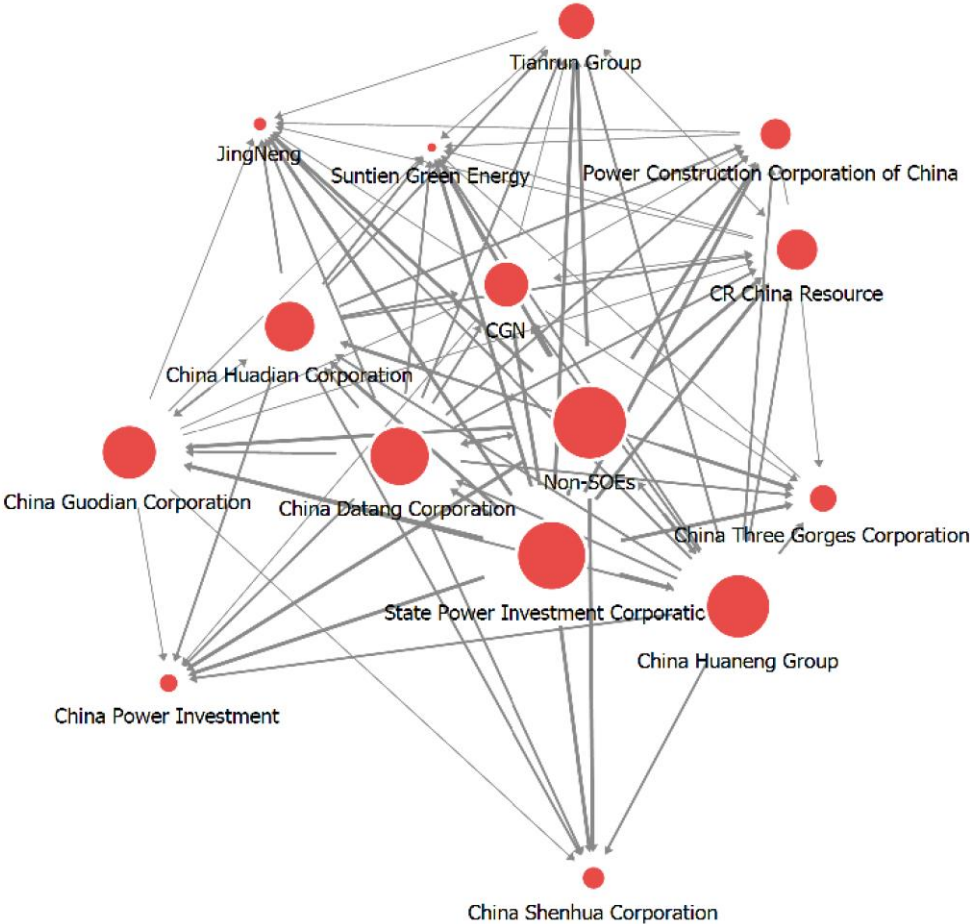 Tianrun Group
JingNeng
Suntien Green Energy
Power Construction Corporation of China
CR China Resource
CGN
China Huadian Corporation
Non-SOEs
China Guodian Corporation
China Datang Corporation
China Three Gorges Corporation
State Power Investment Corporatic
China Huaneng Group
China Power Investment
China Shenhua Corporation